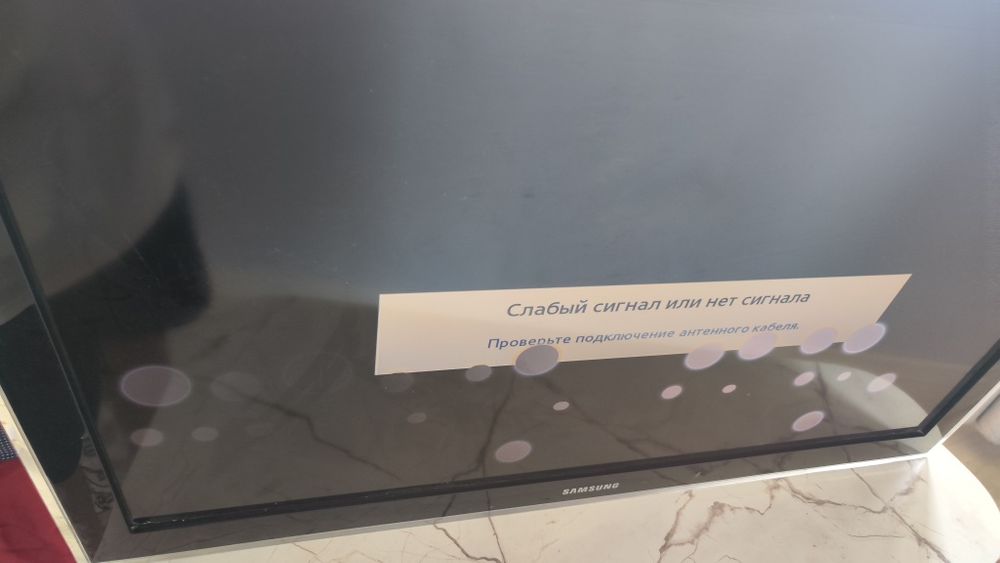 Слабый сигнал или нет сигнала
Проверьте подключение антенного кабеля.
SAMSUNG